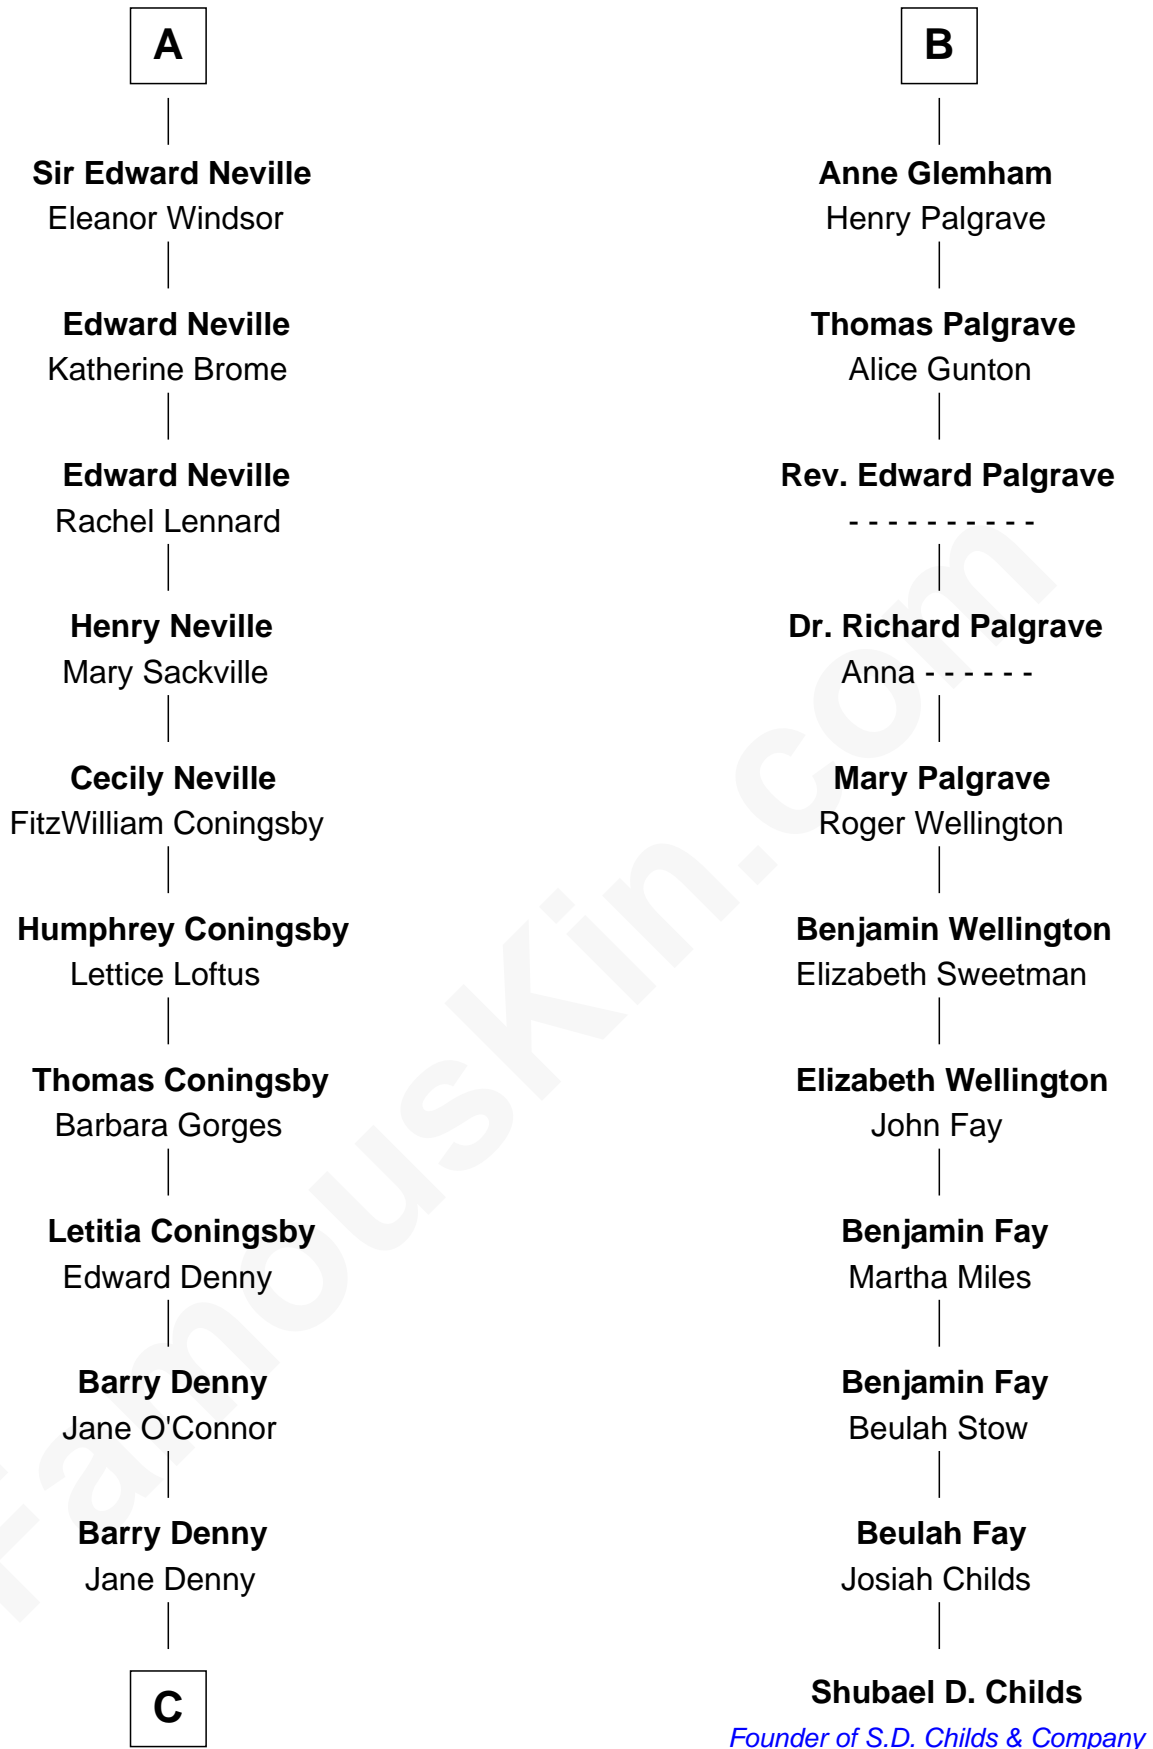 A
Sir Edward Neville
Eleanor Windsor
Edward Neville
Katherine Brome
Edward Neville
Rachel Lennard
Henry Neville
Mary Sackville
Cecily Neville
FitzWilliam Coningsby
Humphrey Coningsby
Lettice Loftus
Thomas Coningsby
Barbara Gorges
Letitia Coningsby
Edward Denny
Barry Denny
Jane O'Connor
Barry Denny
Jane Denny
C
B
Anne Glemham
Henry Palgrave
Thomas Palgrave
Alice Gunton
Rev. Edward Palgrave
- - - - - - - - - -
Dr. Richard Palgrave
Anna - - - - - -
Mary Palgrave
Roger Wellington
Benjamin Wellington
Elizabeth Sweetman
Elizabeth Wellington
John Fay
Benjamin Fay
Martha Miles
Benjamin Fay
Beulah Stow
Beulah Fay
Josiah Childs
Shubael D. Childs
Founder of S.D. Childs & Company
FamousKin.com